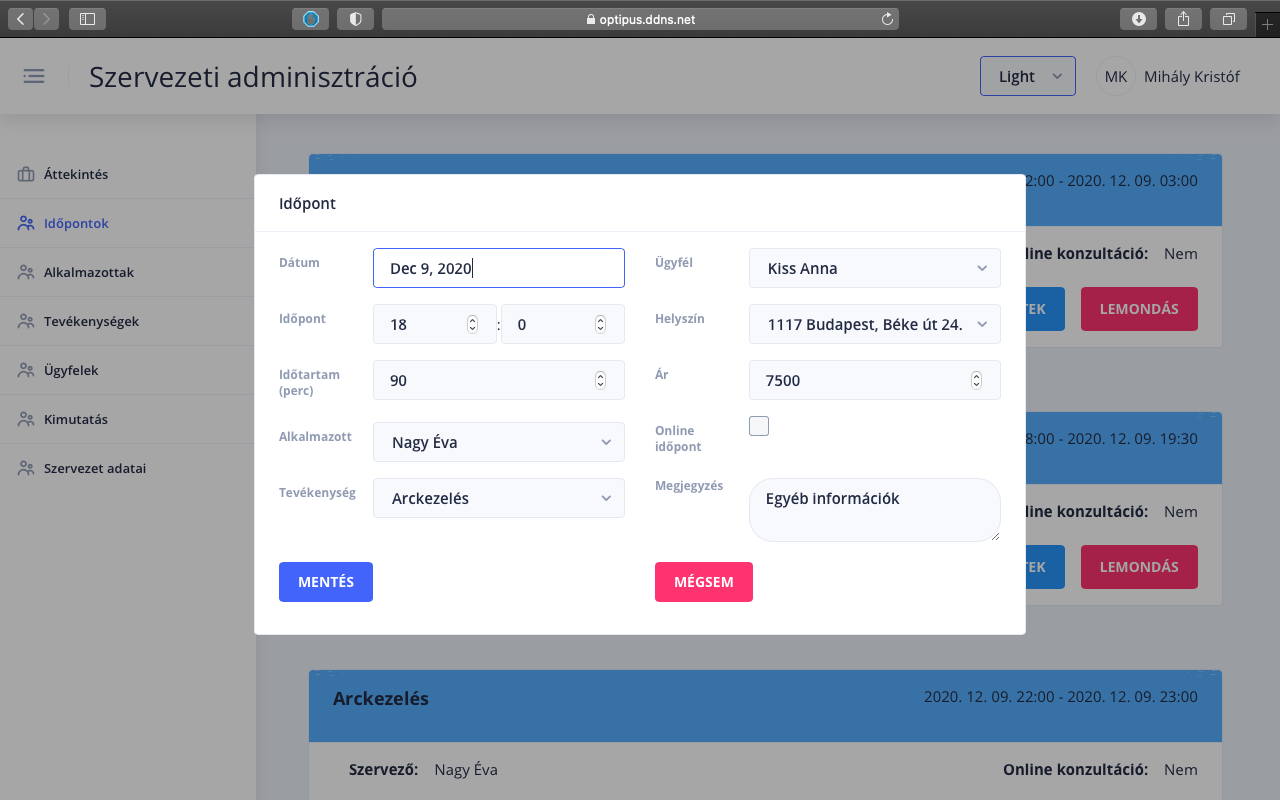 optipus.ddns.net
Szervezeti adminisztráció
Light
MK
Mihály Kristóf
Áttekintés
Időpontok
Alkalmazottak
Tevékenységek
Ügyfelek
Kimutatás
Szervezet adatai
2:00 - 2020. 12. 09. 03:00
line konzultáció: Nem
TEK
LEMONDÁS
Időpont
Dátum
Dec 9, 2020
Időpont
18 : 0
Időtartam
(perc)
90
Alkalmazott
Nagy Éva
Tevékenység
Arckezelés
MENTÉS
Ügyfél
Kiss Anna
Helyszín
1117 Budapest, Béke út 24.
Ár
7500
Online
időpont
Megjegyzés
Egyéb információk
MÉGSEM
8:00 - 2020. 12. 09. 19:30
line konzultáció: Nem
TEK
LEMONDÁS
Arckezelés
2020. 12. 09. 22:00 - 2020. 12. 09. 23:00
Szervező: Nagy Éva
Online konzultáció: Nem